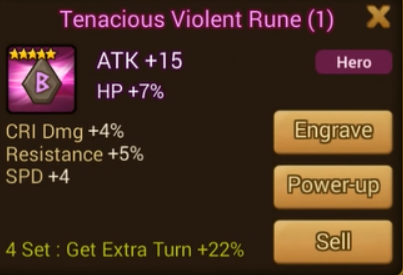 Tenacious Violent Rune (1)
ATK +15
Hero
HP +7%
CRI Dmg +4%
Resistance +5%
SPD +4
Engrave
Power-up
Sell
4 Set : Get Extra Turn +22%